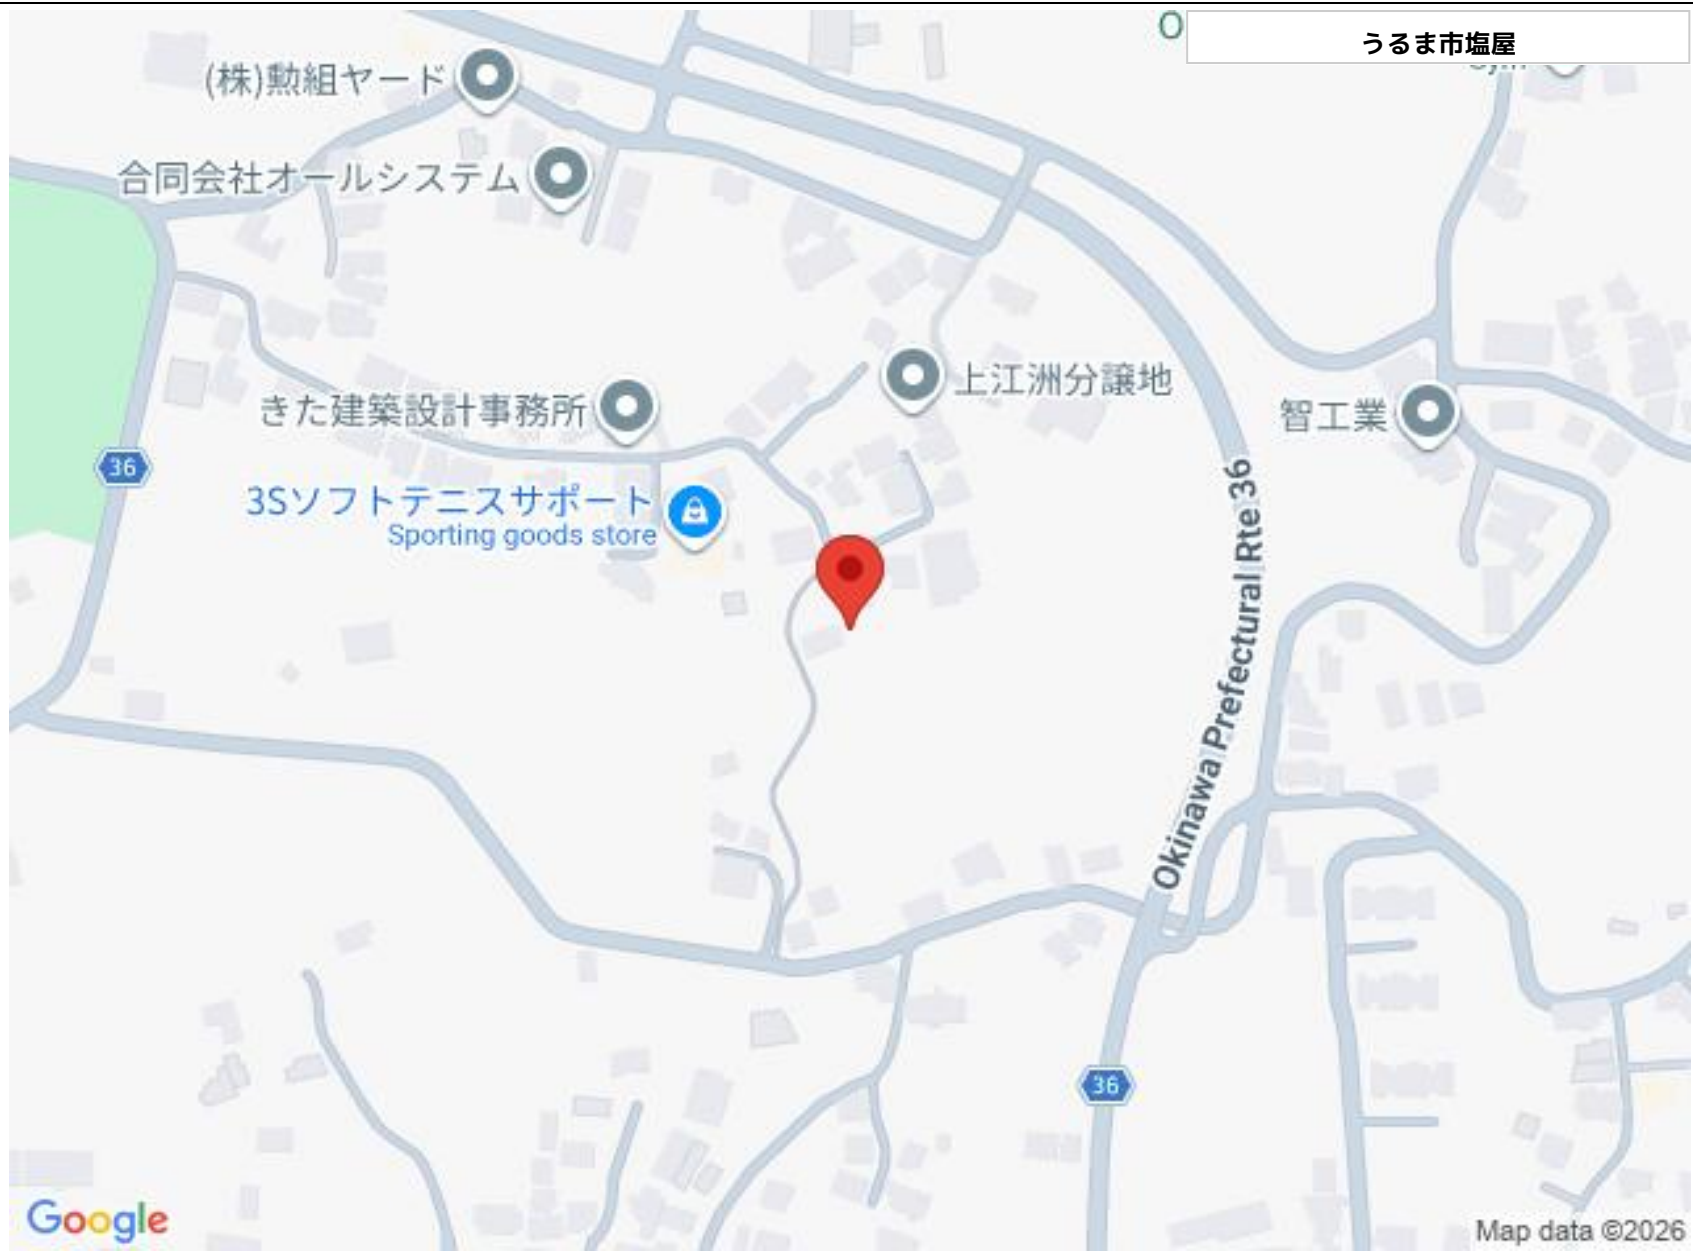 うるま市塩屋
(株)勲組ヤード
合同会社オールシステム
上江洲分譲地
きた建築設計事務所
智工業
36
3Sソフトテニスサポート
Sporting goods store
Okinawa Prefectural Rte 36
36
Google
Map data ©2026